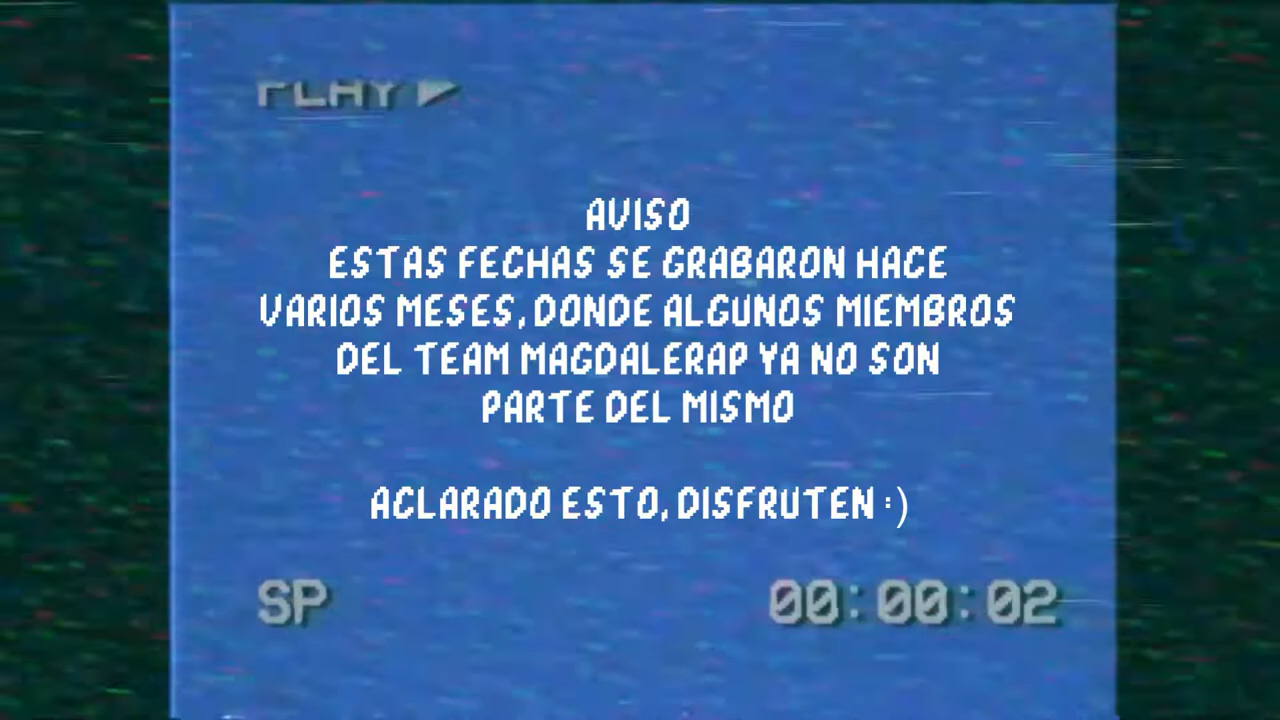 PLAY
AVISO
ESTAS FECHAS SE GRABARON HACE
VARIOS MESES, DONDE ALGUNOS MIEMBROS
DEL TEAM MAGDALERAP YA NO SON
PARTE DEL MISMO
ACLARADO ESTO, DISFRUTEN :)
SP 00:00:02